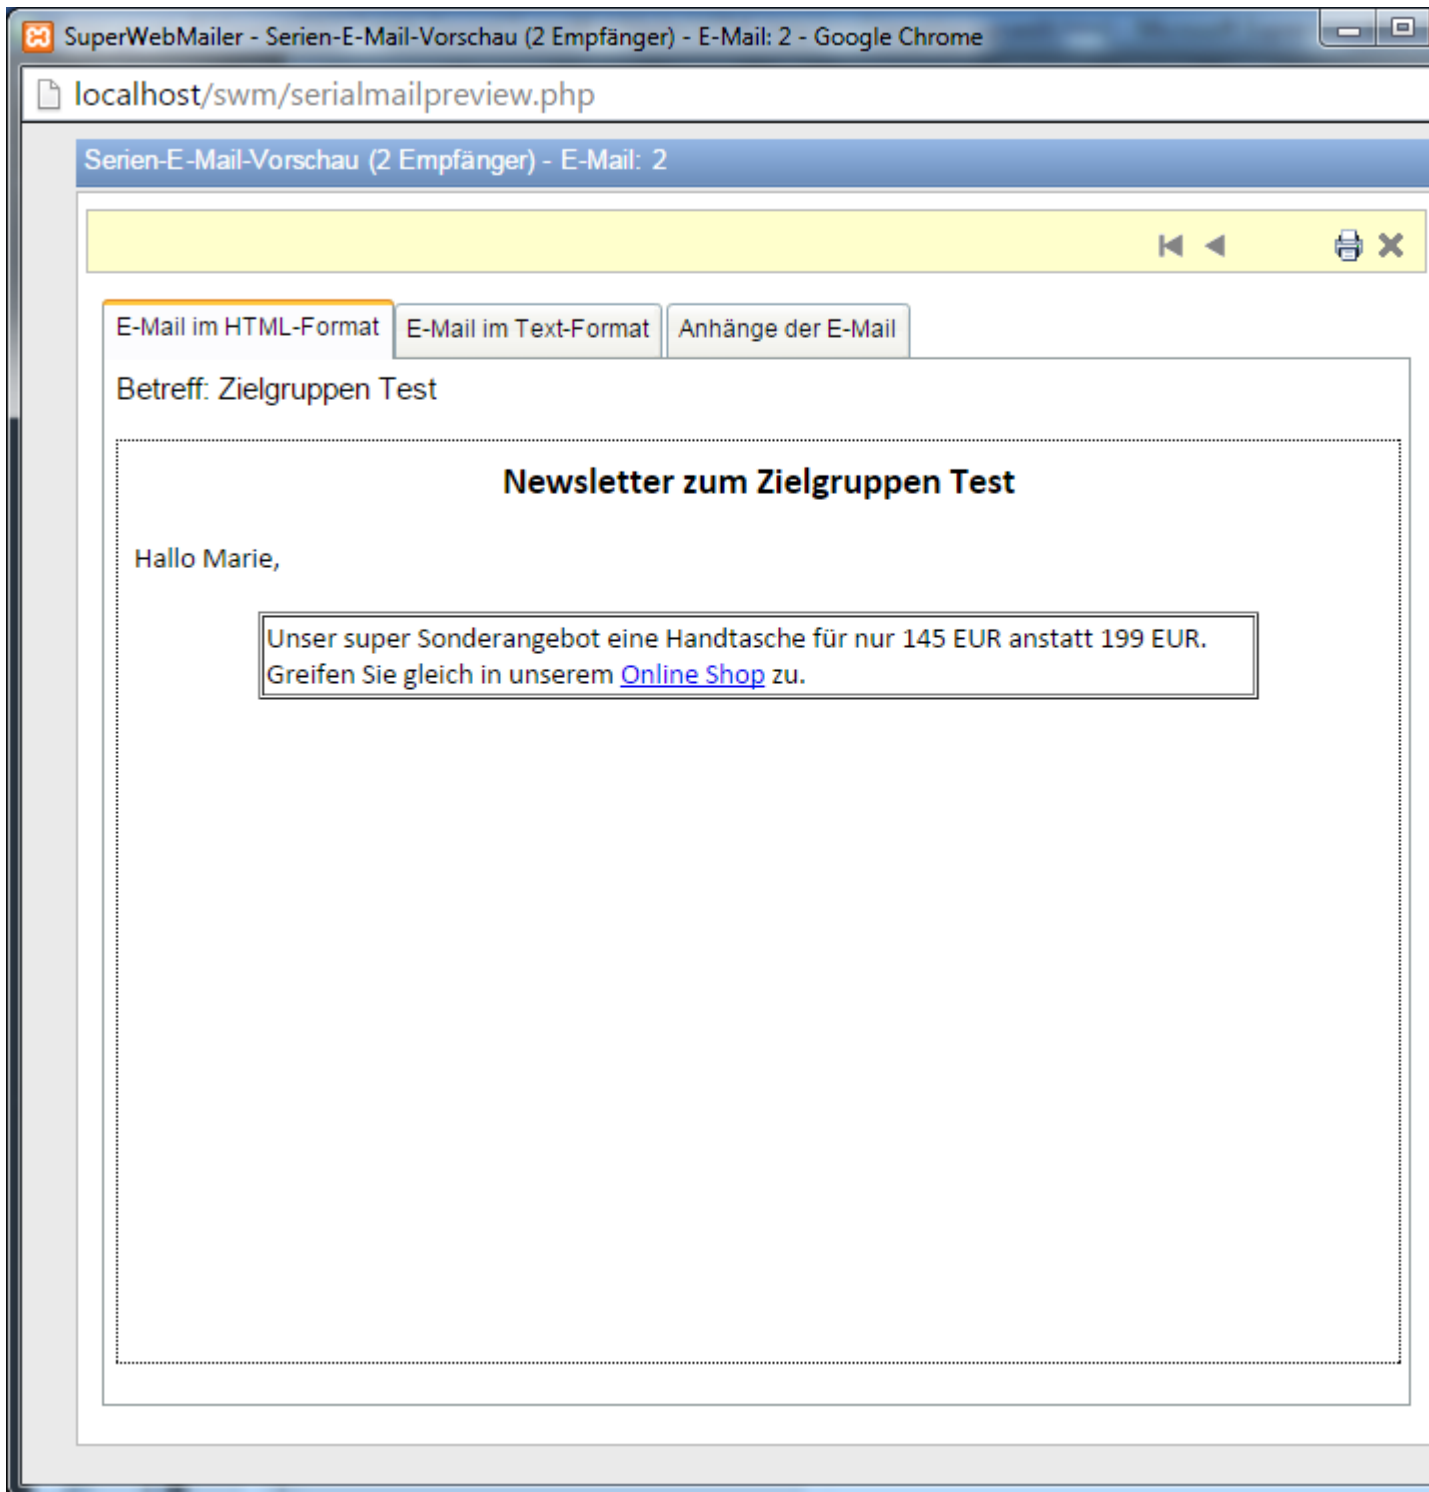 SuperWebMailer - Serien-E-Mail-Vorschau (2 Empfänger) - E-Mail: 2 - Google Chrome
localhost/swm/serialmailpreview.php
Serien-E-Mail-Vorschau (2 Empfänger) - E-Mail: 2
E-Mail im HTML-Format
E-Mail im Text-Format
Anhänge der E-Mail
Betreff: Zielgruppen Test
Newsletter zum Zielgruppen Test
Hallo Marie,
Unser super Sonderangebot eine Handtasche für nur 145 EUR anstatt 199 EUR.
Greifen Sie gleich in unserem Online Shop zu.